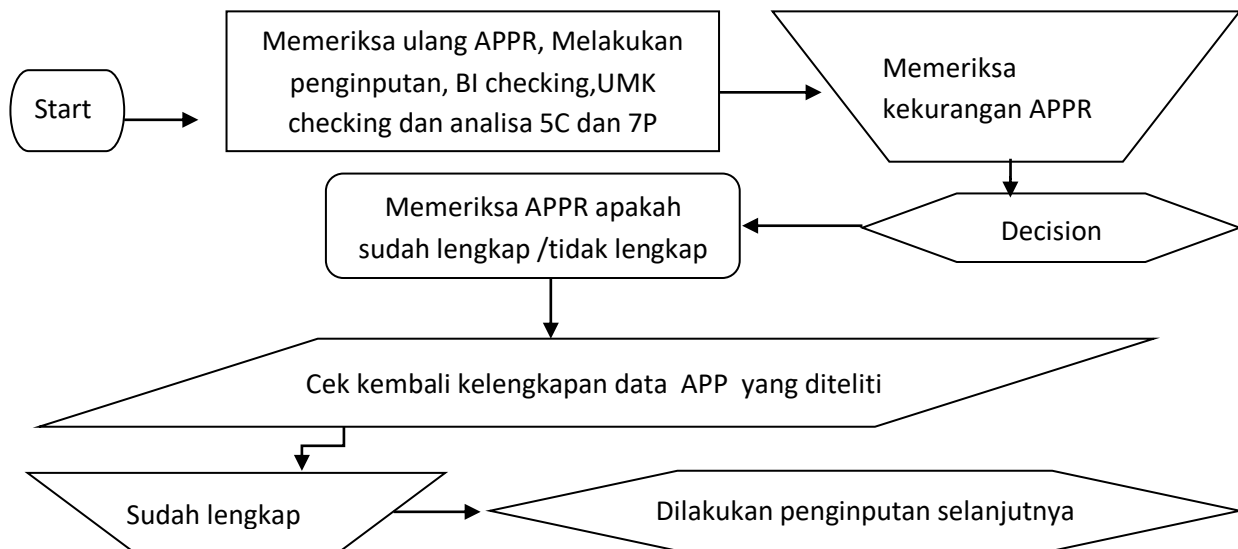 Start
Memeriksa ulang APPR, Melakukan
penginputan, BI checking,UMK
checking dan analisa 5C dan 7P
Memeriksa
kekurangan APPR
Decision
Memeriksa APPR apakah
sudah lengkap /tidak lengkap
Cek kembali kelengkapan data APP yang diteliti
Sudah lengkap
Dilakukan penginputan selanjutnya